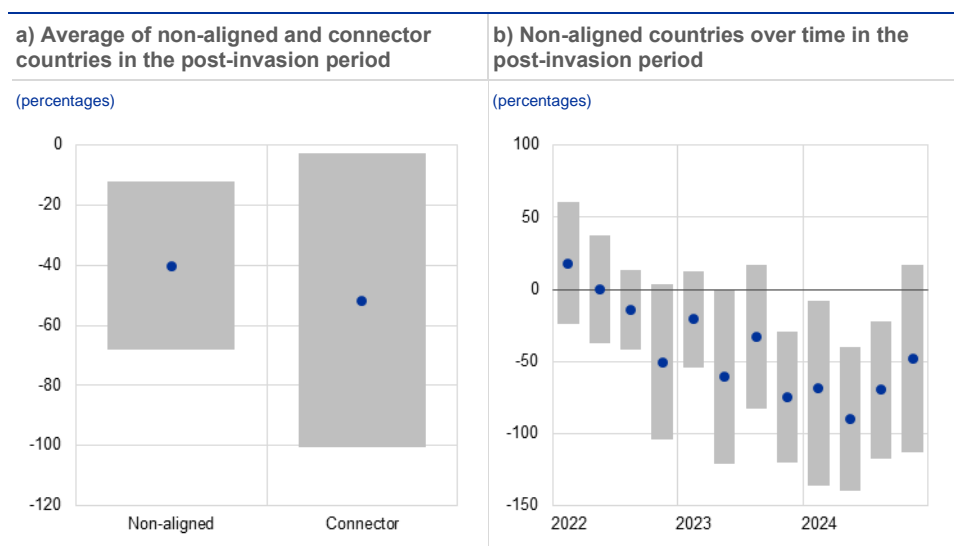 a) Average of non-aligned and connector
countries in the post-invasion period
(percentages)
0
-20
-40
-60
-80
-100
-120
Non-aligned
Connector
b) Non-aligned countries over time in the
post-invasion period
(percentages)
100
50
0
-50
-100
-150
2022
2023
2024